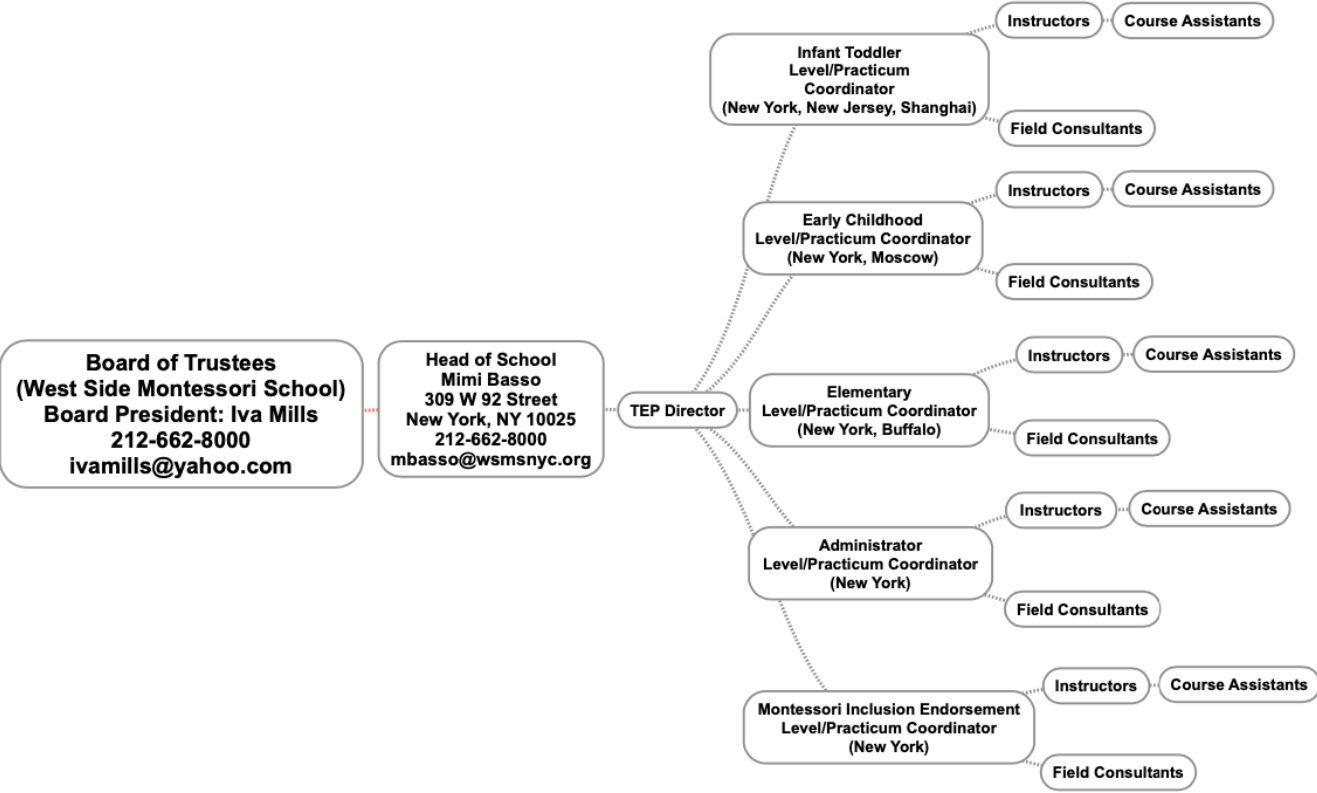 Board of Trustees
(West Side Montessori School)
Board President: Iva Mills
212-662-8000
ivamills@yahoo.com
Head of School
Mimi Basso
309 W 92 Street
New York, NY 10025
212-662-8000
mbasso@wsmsnyc.org
TEP Director
Infant Toddler
Level/Practicum
Coordinator
(New York, New Jersey, Shanghai)
Instructors
Course Assistants
Field Consultants
Early Childhood
Level/Practicum Coordinator
(New York, Moscow)
Instructors
Course Assistants
Field Consultants
Elementary
Level/Practicum Coordinator
(New York, Buffalo)
Instructors
Course Assistants
Field Consultants
Administrator
Level/Practicum Coordinator
(New York)
Instructors
Course Assistants
Field Consultants
Montessori Inclusion Endorsement
Level/Practicum Coordinator
(New York)
Instructors
Course Assistants
Field Consultants